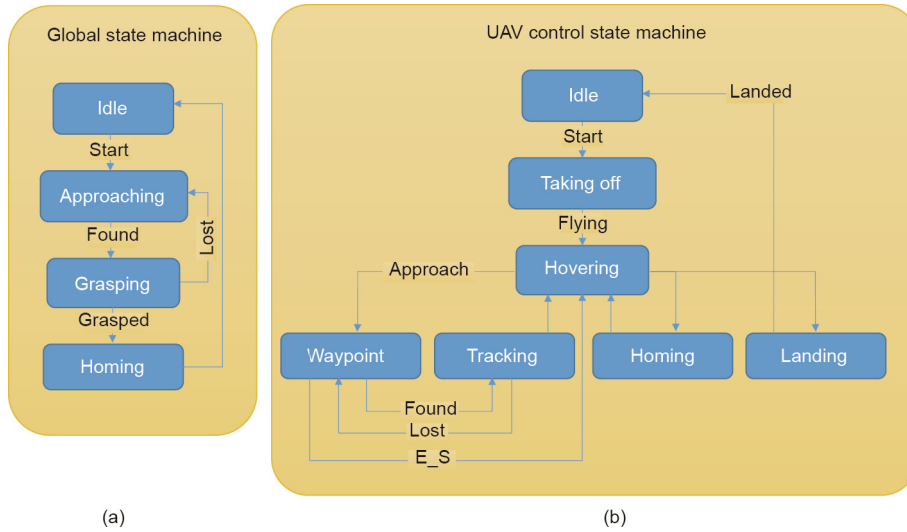 Global state machine
Idle
Start
Approaching
Found
Lost
Grasping
Grasped
Homing
(a)
UAV control state machine
Idle
Landed
Start
Taking off
Flying
Approach
Hovering
Waypoint
Tracking
Homing
Landing
Found
Lost
E_S
(b)